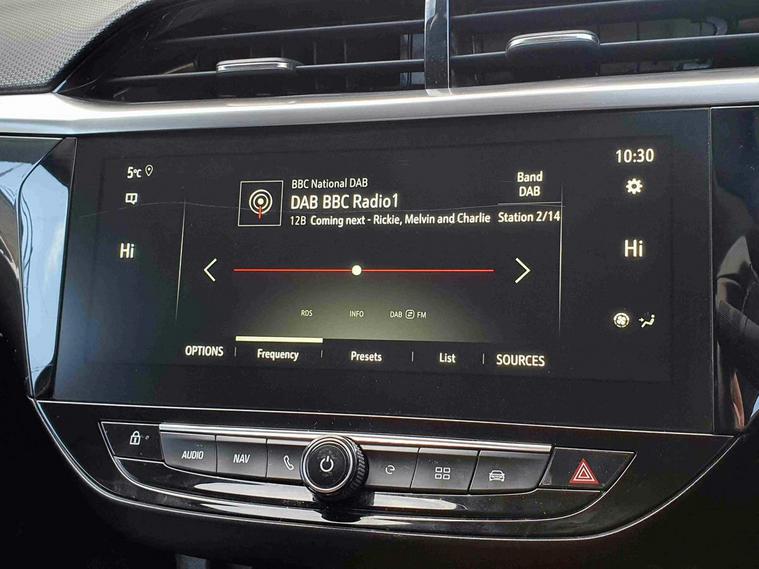 5°C
10:30
BBC National DAB
DAB BBC Radio1
12B Coming next - Rickie, Melvin and Charlie
Band
DAB
Station 2/14
Hi
Hi
RDS
INFO
DAB FM
OPTIONS
Frequency
Presets
List
SOURCES
AUDIO
NAV